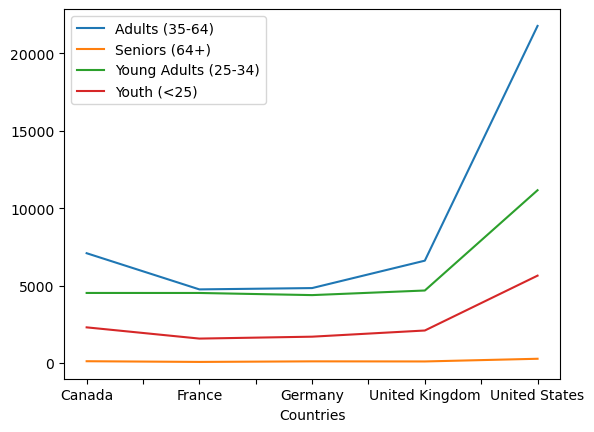 Adults (35-64)
Seniors (64+)
Young Adults (25-34)
Youth (<25)
20000
15000
10000
5000
0
Canada France Germany United Kingdom United States
Countries